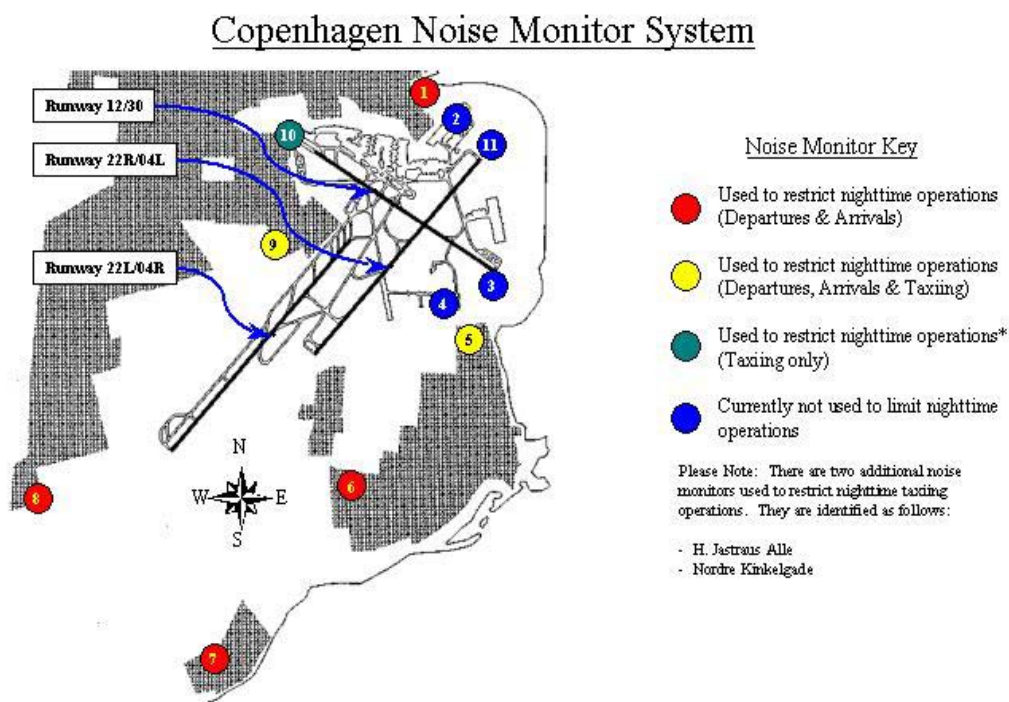 Copenhagen Noise Monitor System
Runway 12/30
Runway 22R/04L
Runway 22L/04R
1
2
11
10
9
3
4
5
6
8
7
N
W E
S
Noise Monitor Key
Used to restrict nighttime operations
(Departures & Arrivals)
Used to restrict nighttime operations
(Departures, Arrivals & Taxiing)
Used to restrict nighttime operations*
(Taxiing only)
Currently not used to limit nighttime
operations
Please Note: There are two additional noise
monitors used to restrict nighttime taxiing
operations. They are identified as follows:
- H. Jastraus Alle
- Nordre Kinkelgade